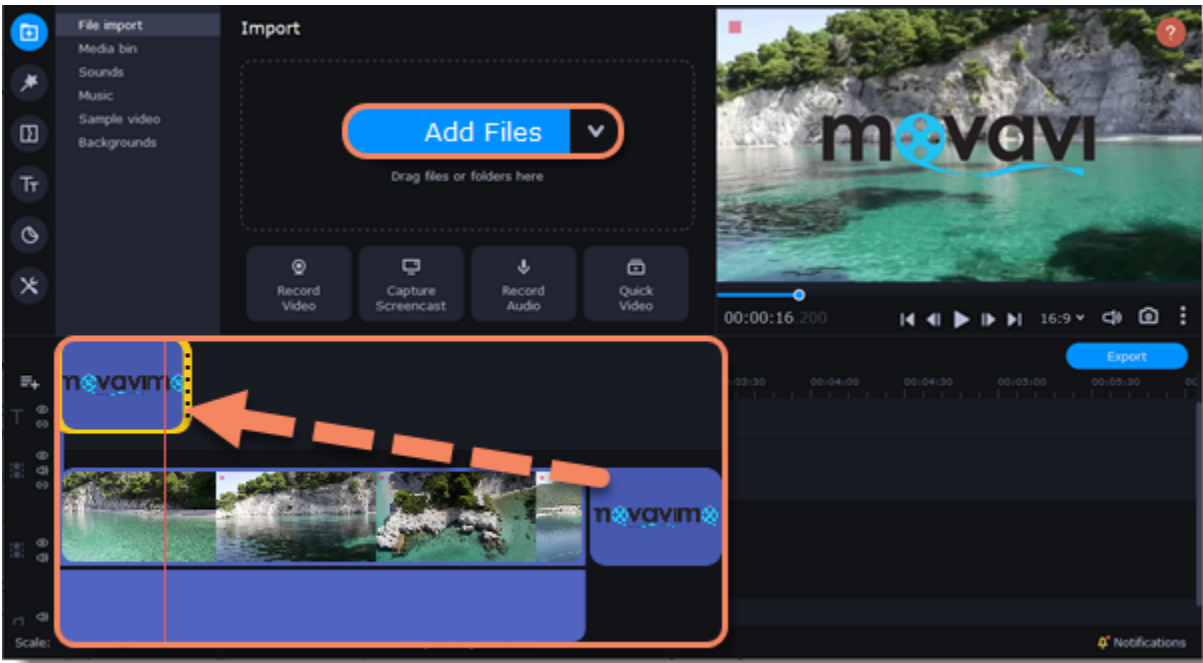 File import
Media bin
Sounds
Music
Sample video
Backgrounds
Import
Add Files
Drag files or folders here
Record
Video
Capture
Screencast
Record
Audio
Quick
Video
movavi
?
00:00:16.200
16:9
Export
03:30 00:04:00 00:04:30 00:05:00 00:05:30
movavimo
movavimo
Scale:
Notifications